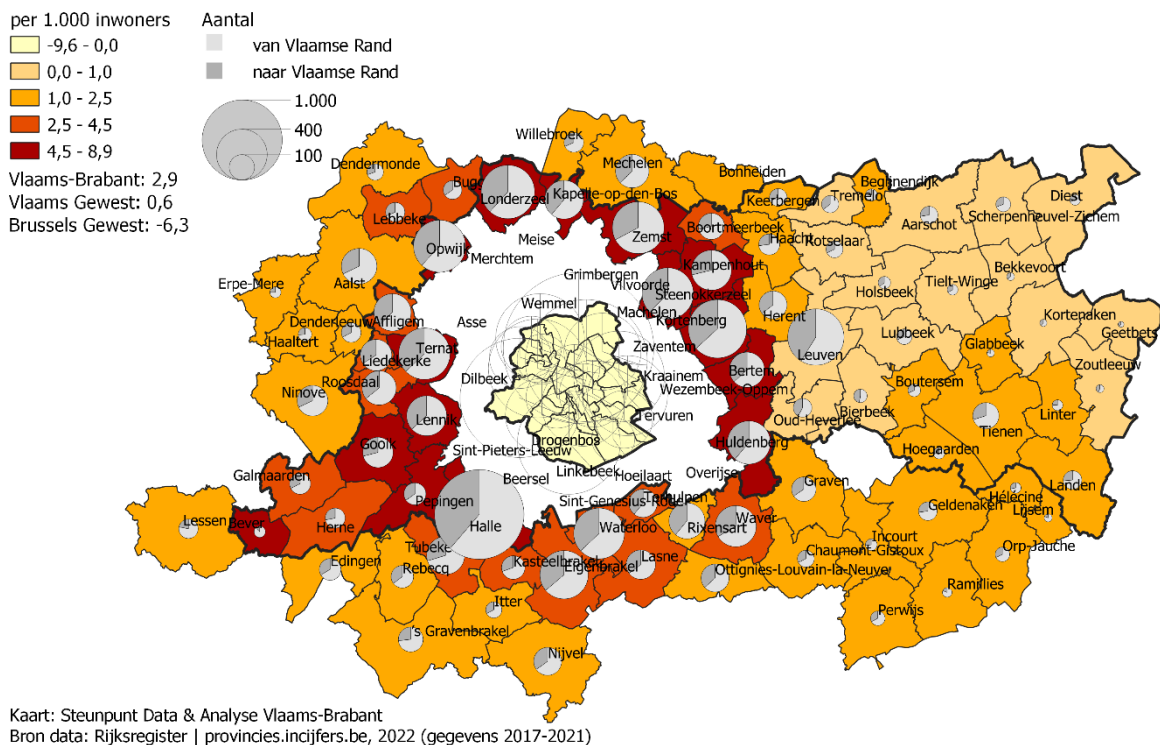 per 1.000 inwoners
-9,6 - 0,0
0,0 - 1,0
1,0 - 2,5
2,5 - 4,5
4,5 - 8,9
Vlaams-Brabant: 2,9
Vlaams Gewest: 0,6
Brussels Gewest: -6,3
Aantal
van Vlaamse Rand
naar Vlaamse Rand
1.000
400
100
Willebroek
Dendermonde
Mechelen
Bonheiden
Londerzeel
Kapelle-op-den-Bos
Keerbergen
Tremelo
Begijnendijk
Diest
Lebbeke
Aarschot
Scherpenheuvel-Zichem
Meise
Zemst
Boortmeerbeek
Haacht
Rotselaar
Opwijk
Merchtem
Kampenhout
Bekkevoort
Erpe-Mere
Aalst
Grimbergen
Vilvoorde
Steenokkerzeel
Holsbeek
Tielt-Winge
Wemmel
Machelen
Herent
Kortenaken
Geetbets
Affligem
Asse
Kortenberg
Denderleeuw
Haaltert
Liedekerke
Ternat
Zaventem
Leuven
Lubbeek
Glabbeek
Zoutleeuw
Roosdaal
Dilbeek
Kraainem
Bertem
Wezembeek-Oppem
Boutersem
Ninove
Lennik
Tervuren
Oud-Heverlee
Bierbeek
Linter
Tienen
Gooik
Sint-Pieters-Leeuw
Drogenbos
Huldenberg
Hoegaarden
Galmaarden
Beersel
Linkebeek
Hoeilaart
Overijse
Landen
Pepingen
Sint-Genesius-Rode
Terhulpen
Graven
Geldenaken
Hélécine
Lijsem
Lessen
Bever
Herne
Halle
Waterloo
Rixensart
Waver
Incourt
Orp-Jauche
Tubeke
Edingen
Rebecq
Kasteelbrakel
Eigenbrakel
Lasne
Chaumont-Gistoux
Ottignies-Louvain-la-Neuve
Ramillies
Itter
's Gravenbrakel
Perwijs
Nijvel
Kaart: Steunpunt Data & Analyse Vlaams-Brabant
Bron data: Rijksregister | provincies.incijfers.be, 2022 (gegevens 2017-2021)